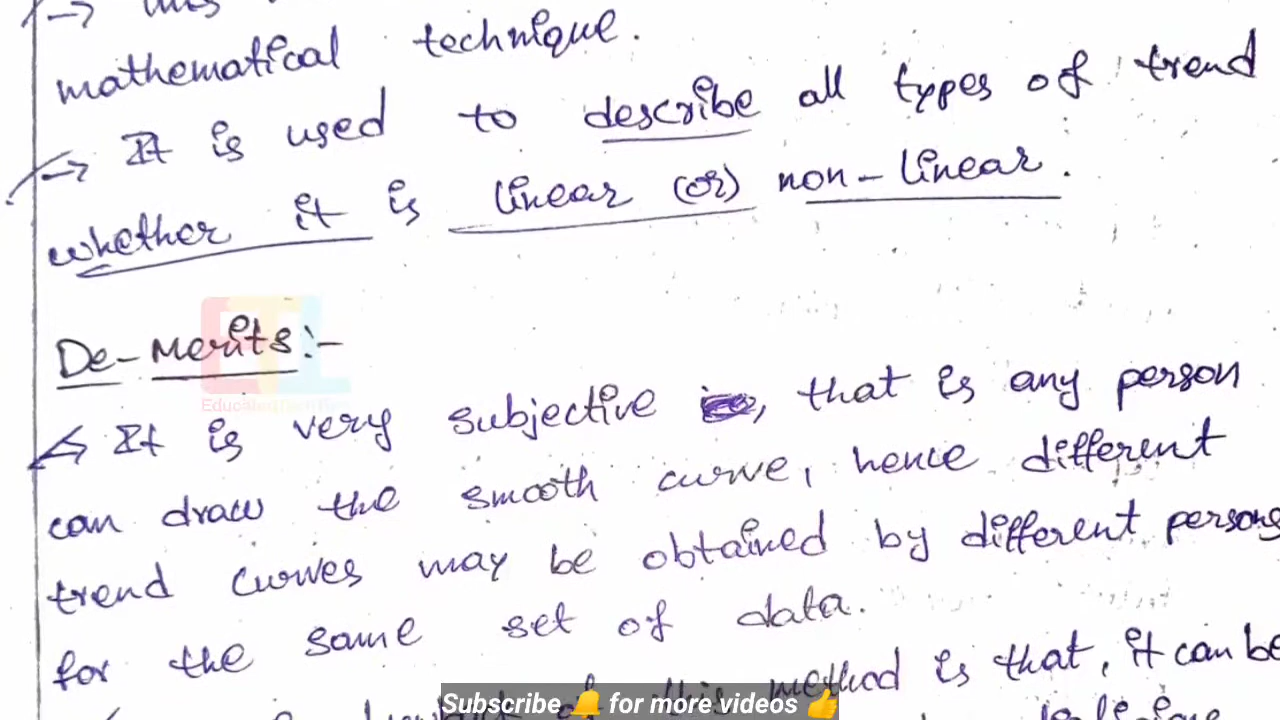 → This
mathematical technique.
→ It is used to describe all types of trend
whether it is linear (or) non-linear.
De-Merits:-
It is very subjective, that is any person
can draw the smooth curve, hence different
trend curves may be obtained by different persons
for the same set of data.
of this method is that, it can be
Subscribe 🔔 for more videos 👍